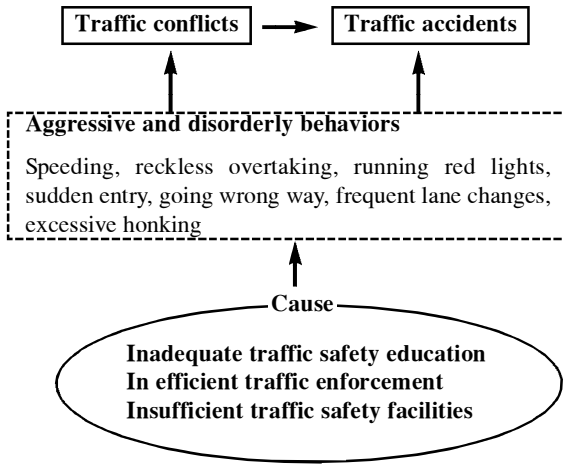 Traffic conflicts
Traffic accidents
Aggressive and disorderly behaviors
Speeding, reckless overtaking, running red lights,
sudden entry, going wrong way, frequent lane changes,
excessive honking
Cause
Inadequate traffic safety education
In efficient traffic enforcement
Insufficient traffic safety facilities